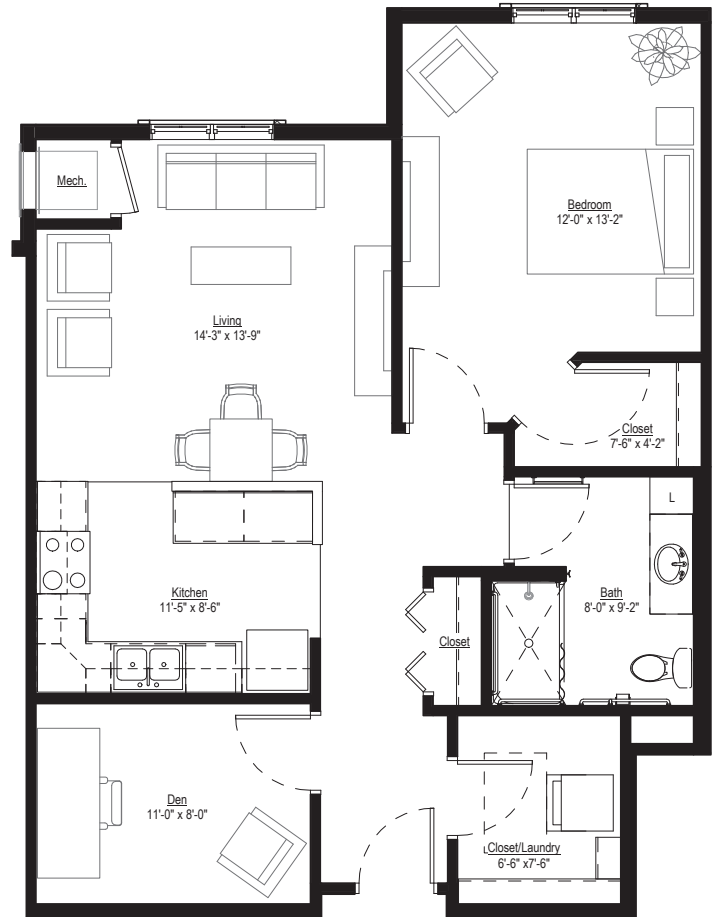 Mech.
Bedroom
12'-0" x 13'-2"
Living
14'-3" x 13'-9"
Closet
7'-6" x 4'-2"
L
Kitchen
11'-5" x 8'-6"
Bath
8'-0" x 9'-2"
Closet
Den
11'-0" x 8'-0"
Closet/Laundry
6'-6" x7'-6"